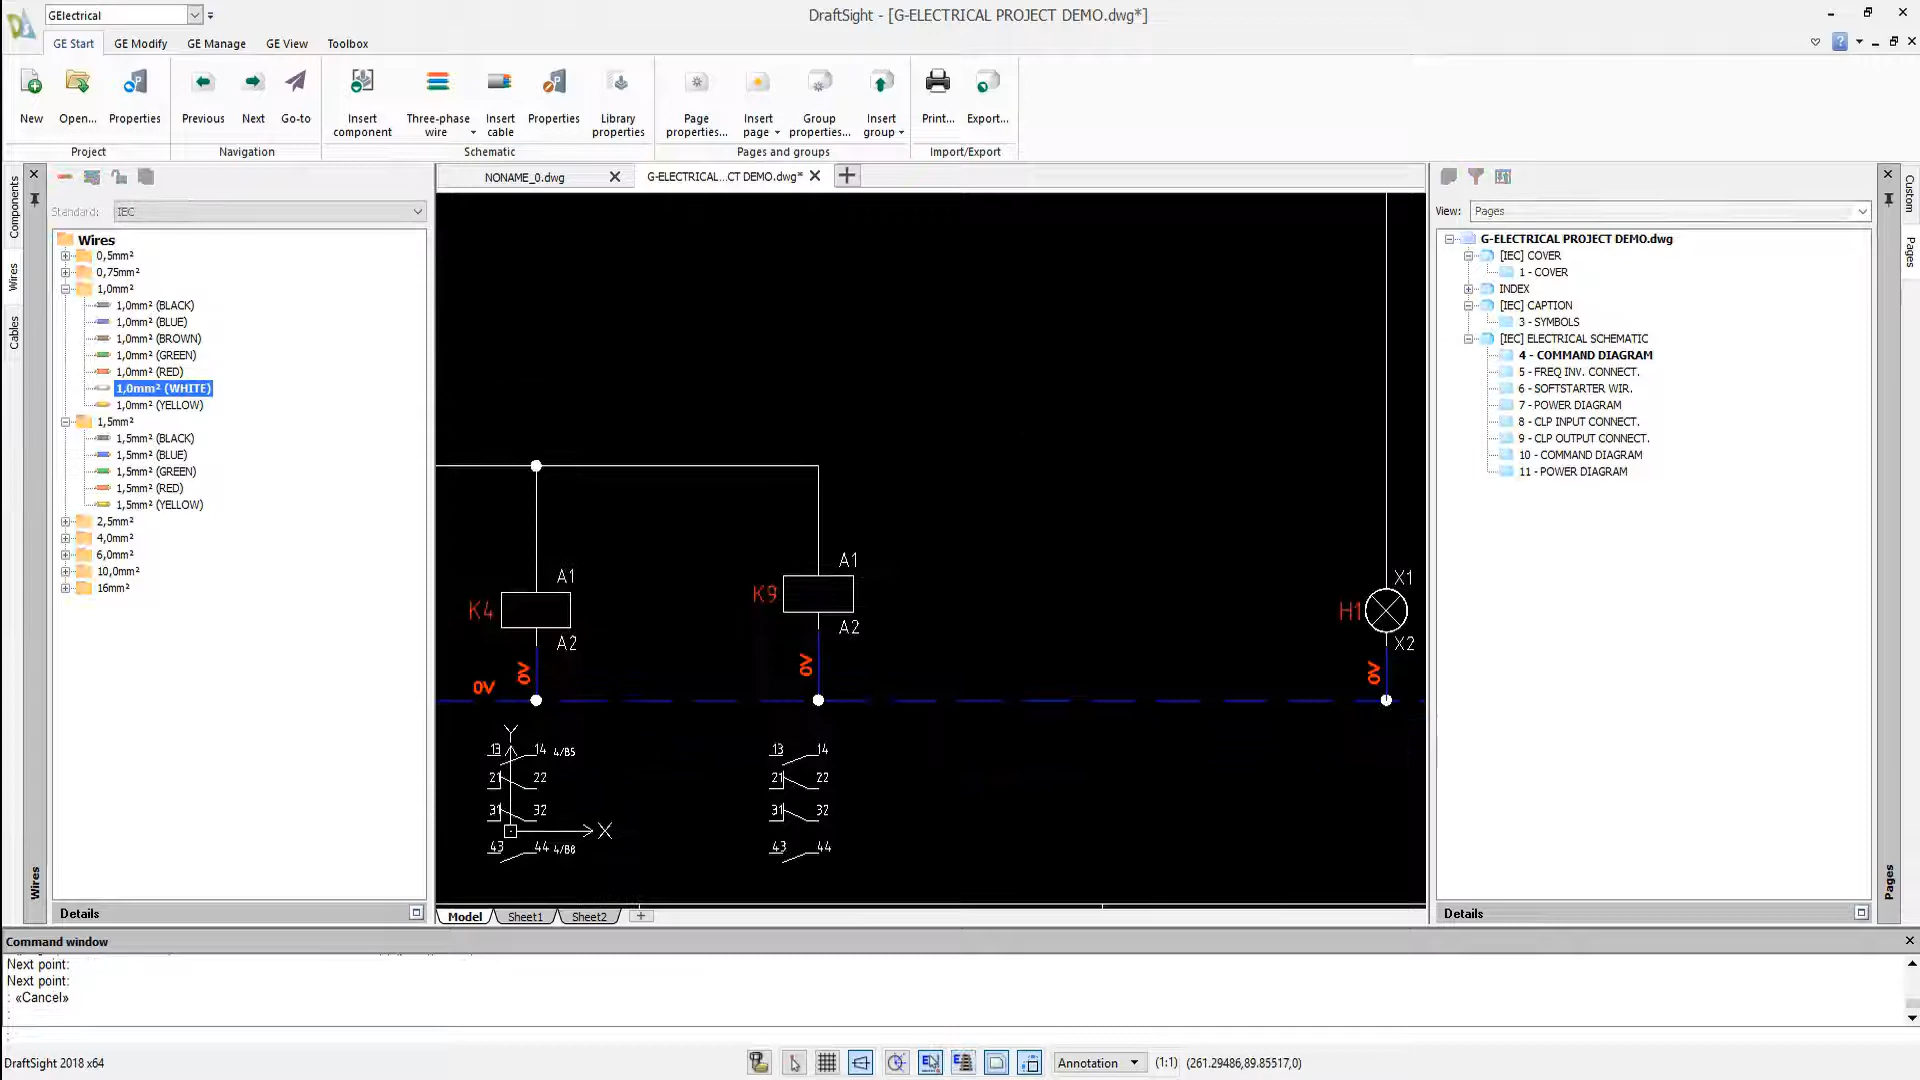 GElectrical
DraftSight - [G-ELECTRICAL PROJECT DEMO.dwg*]
GE Start GE Modify GE Manage GE View Toolbox
New Open... Properties Previous Next Go-to
Insert component
Three-phase wire
Insert cable
Properties
Library properties
Page properties...
Insert page
Group properties...
Insert group
Print... Export...
Project Navigation Schematic Pages and groups Import/Export
Components
Wires
Cables
Wires
Standard: IEC
Wires
0,5mm²
0,75mm²
1,0mm²
1,0mm² (BLACK)
1,0mm² (BLUE)
1,0mm² (BROWN)
1,0mm² (GREEN)
1,0mm² (RED)
1,0mm² (WHITE)
1,0mm² (YELLOW)
1,5mm²
1,5mm² (BLACK)
1,5mm² (BLUE)
1,5mm² (GREEN)
1,5mm² (RED)
1,5mm² (YELLOW)
2,5mm²
4,0mm²
6,0mm²
10,0mm²
16mm²
Details
NONAME_0.dwg G-ELECTRICAL...CT DEMO.dwg*
A1
K4
A2
0V
0V
A1
K9
A2
0V
X1
H1
X2
0V
Y
13 14 4/B5
21 22
31 32
X
43 44 4/B8
13 14
21 22
31 32
43 44
Model Sheet1 Sheet2
View: Pages
G-ELECTRICAL PROJECT DEMO.dwg
[IEC] COVER
1 - COVER
INDEX
[IEC] CAPTION
3 - SYMBOLS
[IEC] ELECTRICAL SCHEMATIC
4 - COMMAND DIAGRAM
5 - FREQ INV. CONNECT.
6 - SOFTSTARTER WIR.
7 - POWER DIAGRAM
8 - CLP INPUT CONNECT.
9 - CLP OUTPUT CONNECT.
10 - COMMAND DIAGRAM
11 - POWER DIAGRAM
Details
Custom
Pages
Pages
Command window
Next point:
Next point:
: «Cancel»
:
:
DraftSight 2018 x64
Annotation (1:1) (261.29486,89.85517,0)